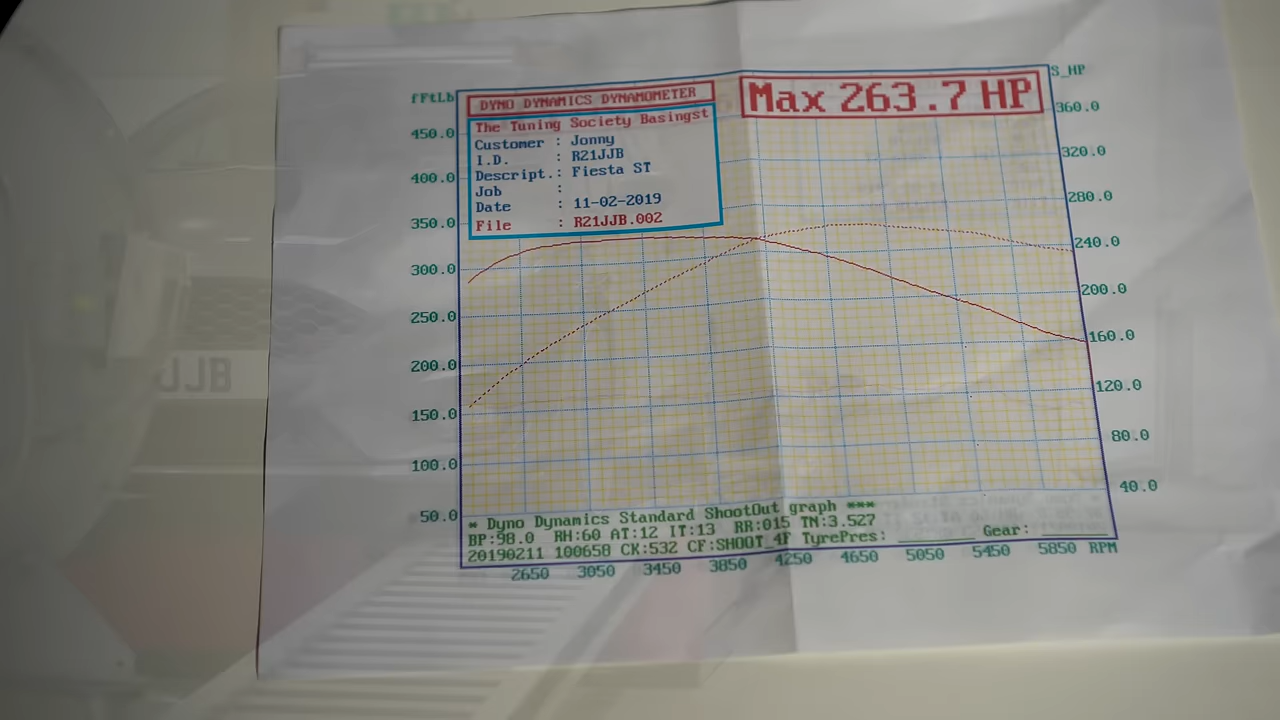 fFtLb
S_HP
DYNO DYNAMICS DYNAMOMETER
Max 263.7 HP
The Tuning Society Basingst
Customer : Jonny
I.D. : R21JJB
Descript.: Fiesta ST
Job :
Date : 11-02-2019
File : R21JJB.002
450.0
400.0
350.0
300.0
250.0
200.0
150.0
100.0
50.0
360.0
320.0
280.0
240.0
200.0
160.0
120.0
80.0
40.0
* Dyno Dynamics Standard ShootOut graph ***
BP:98.0 RH:60 AT:12 IT:13 RR:015 TN:3.527
20190211 100658 CK:532 CF:SHOOT_4F TyrePres: ________ Gear: _______
2650 3050 3450 3850 4250 4650 5050 5450 5850 RPM
JJB